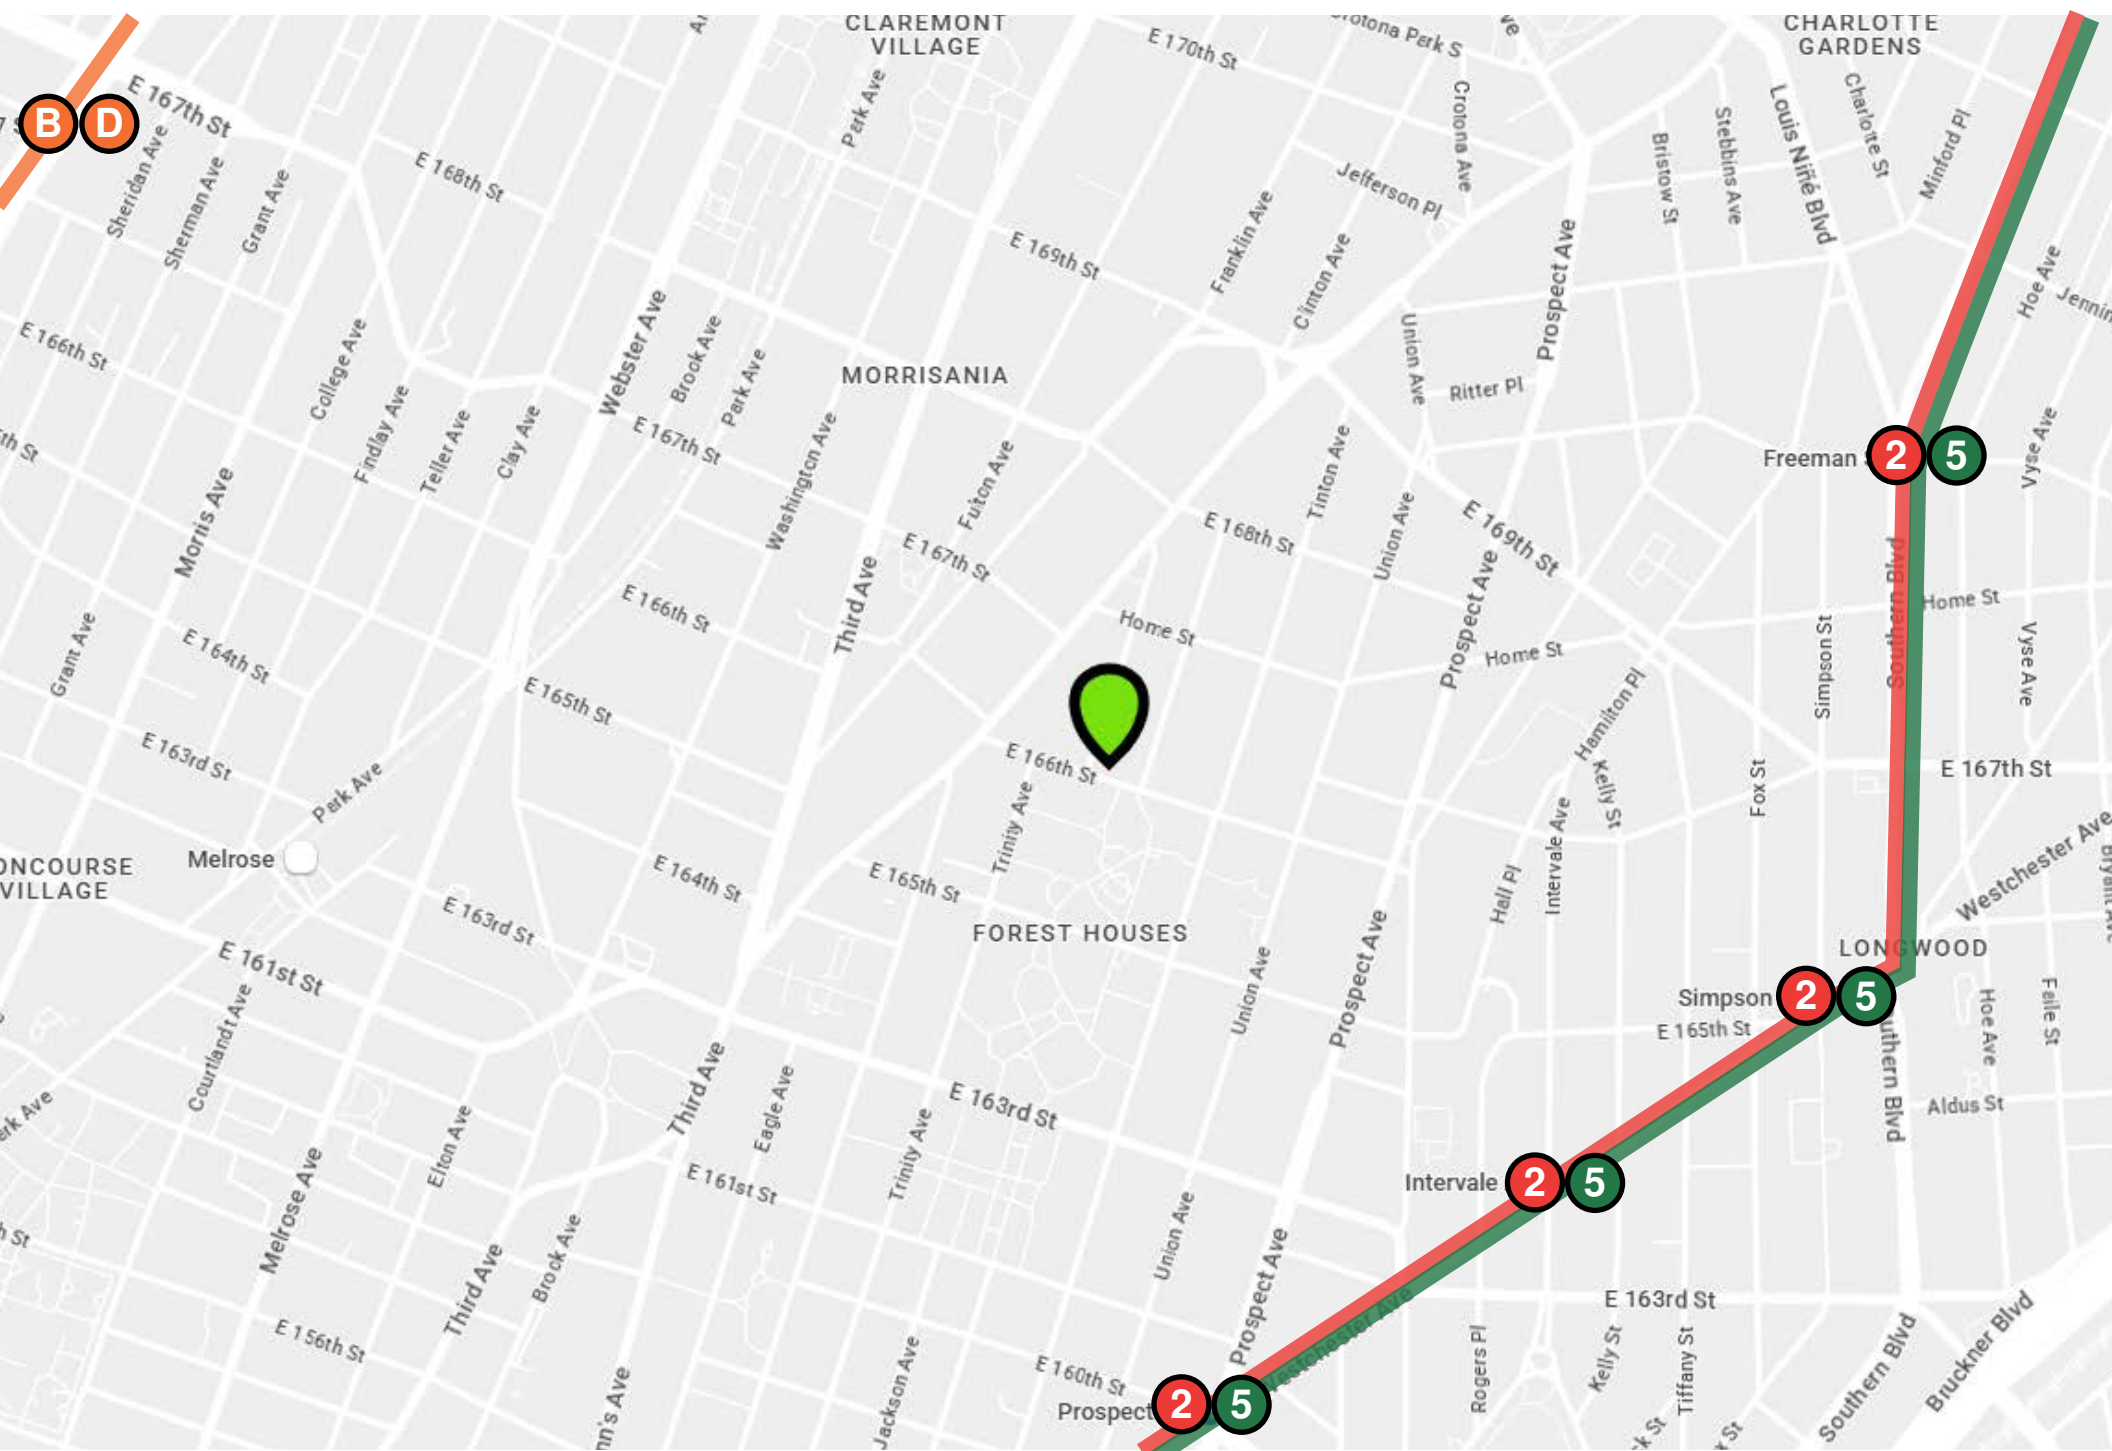 CLAREMONT
VILLAGE
CHARLOTTE
GARDENS
Crotona Park S
E 170th St
E 167th St
B
D
Park Ave
Crotona Ave
Louis Niñé Blvd
Charlotte St
Minford Pl
Stebbins Ave
Bristow St
Sheridan Ave
Sherman Ave
Grant Ave
E 168th St
Jefferson Pl
E 169th St
Franklin Ave
Clinton Ave
Prospect Ave
Hoe Ave
E 166th St
College Ave
Webster Ave
Brook Ave
Park Ave
MORRISANIA
Union Ave
Ritter Pl
Findlay Ave
Teller Ave
Clay Ave
E 167th St
Washington Ave
Fulton Ave
Tinton Ave
Freeman
2
5
Vyse Ave
Morris Ave
E 168th St
Union Ave
E 169th St
E 167th St
Third Ave
Southern Blvd
Home St
E 166th St
Home St
Prospect Ave
Home St
Simpson St
Vyse Ave
Grant Ave
E 164th St
E 165th St
Hamilton Pl
E 163rd St
E 166th St
Kelly St
Fox St
E 167th St
Park Ave
Trinity Ave
Intervale Ave
Westchester Ave
Bryant Ave
Melrose
ONCOURSE
VILLAGE
E 164th St
E 165th St
Hall Pl
E 163rd St
FOREST HOUSES
Prospect Ave
LONGWOOD
E 161st St
Union Ave
Simpson
2
5
E 165th St
Hoe Ave
Faile St
Courtlandt Ave
Third Ave
Eagle Ave
E 163rd St
Southern Blvd
Aldus St
Elton Ave
Trinity Ave
Melrose Ave
E 161st St
Union Ave
Intervale
2
5
Third Ave
Brock Ave
Prospect Ave
Westchester Ave
E 163rd St
E 156th St
Jackson Ave
E 160th St
Rogers Pl
Kelly St
Tiffany St
Southern Blvd
Bruckner Blvd
Prospect
2
5